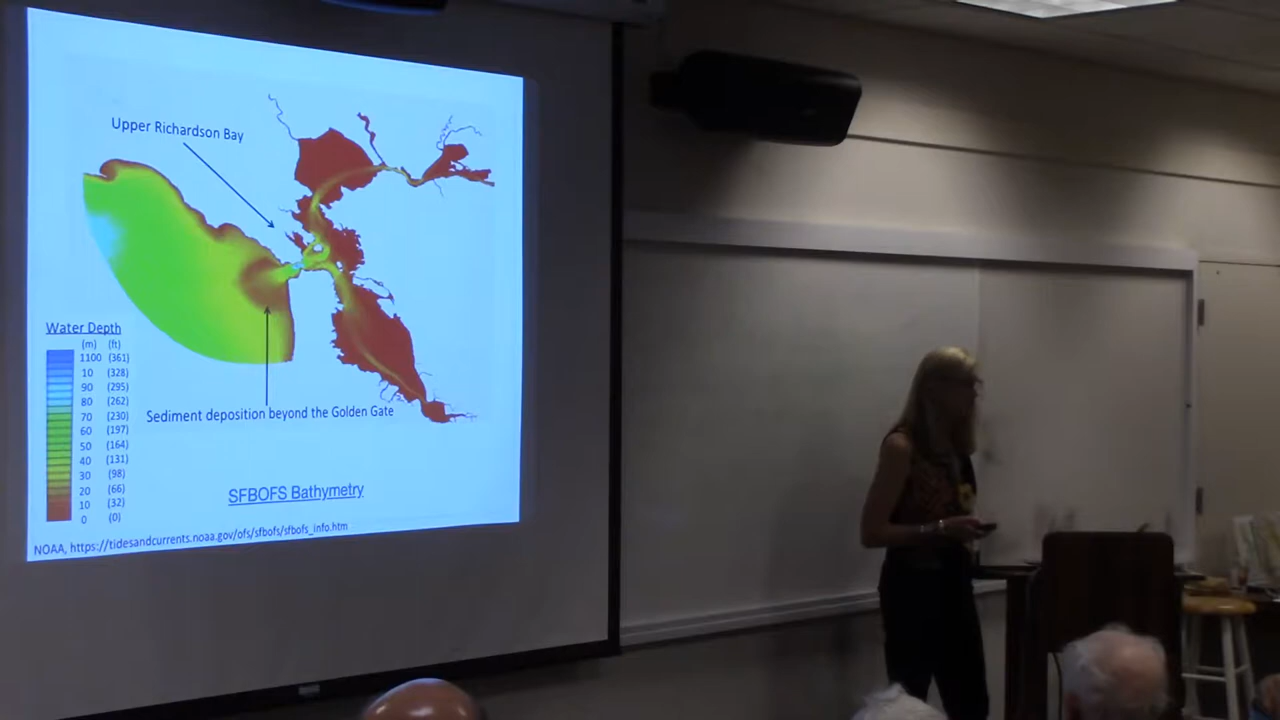 Upper Richardson Bay
Water Depth
(m) (ft)
1100 (361)
10 (328)
90 (295)
80 (262)
70 (230)
60 (197)
50 (164)
40 (131)
30 (98)
20 (66)
10 (32)
0 (0)
Sediment deposition beyond the Golden Gate
SFBOFS Bathymetry
NOAA, https://tidesandcurrents.noaa.gov/ofs/sfbofs/sfbofs_info.htm